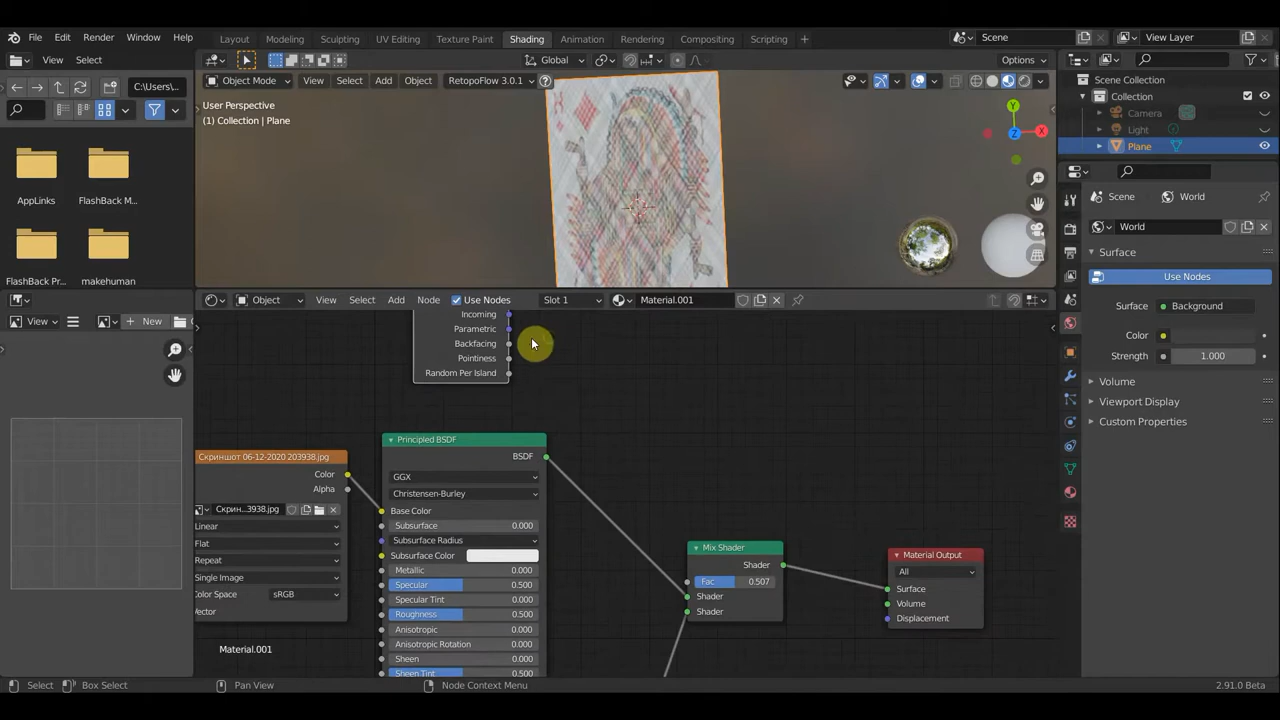 File Edit Render Window Help
Layout Modeling Sculpting UV Editing Texture Paint Shading Animation Rendering Compositing Scripting +
Scene
View Layer
View Select
Global
Options
C:\Users\...
Object Mode View Select Add Object RetopoFlow 3.0.1
User Perspective
(1) Collection | Plane
Y
X
Z
AppLinks
FlashBack M...
FlashBack Pr...
makehuman
Scene Collection
Collection
Camera
Light
Plane
Scene World
World
Surface
Use Nodes
Surface Background
Color
Strength 1.000
Volume
Viewport Display
Custom Properties
View
New
Object View Select Add Node Use Nodes Slot 1 Material.001
Incoming
Parametric
Backfacing
Pointiness
Random Per Island
Скриншот 06-12-2020 203938.jpg
Color
Alpha
Скрин...3938.jpg
Linear
Flat
Repeat
Single Image
Color Space sRGB
Vector
Principled BSDF
BSDF
GGX
Christensen-Burley
Base Color
Subsurface 0.000
Subsurface Radius
Subsurface Color
Metallic 0.000
Specular 0.500
Specular Tint 0.000
Roughness 0.500
Anisotropic 0.000
Anisotropic Rotation 0.000
Sheen 0.000
Sheen Tint 0.500
Mix Shader
Shader
Fac 0.507
Shader
Shader
Material Output
All
Surface
Volume
Displacement
Material.001
Select Box Select Pan View Node Context Menu 2.91.0 Beta